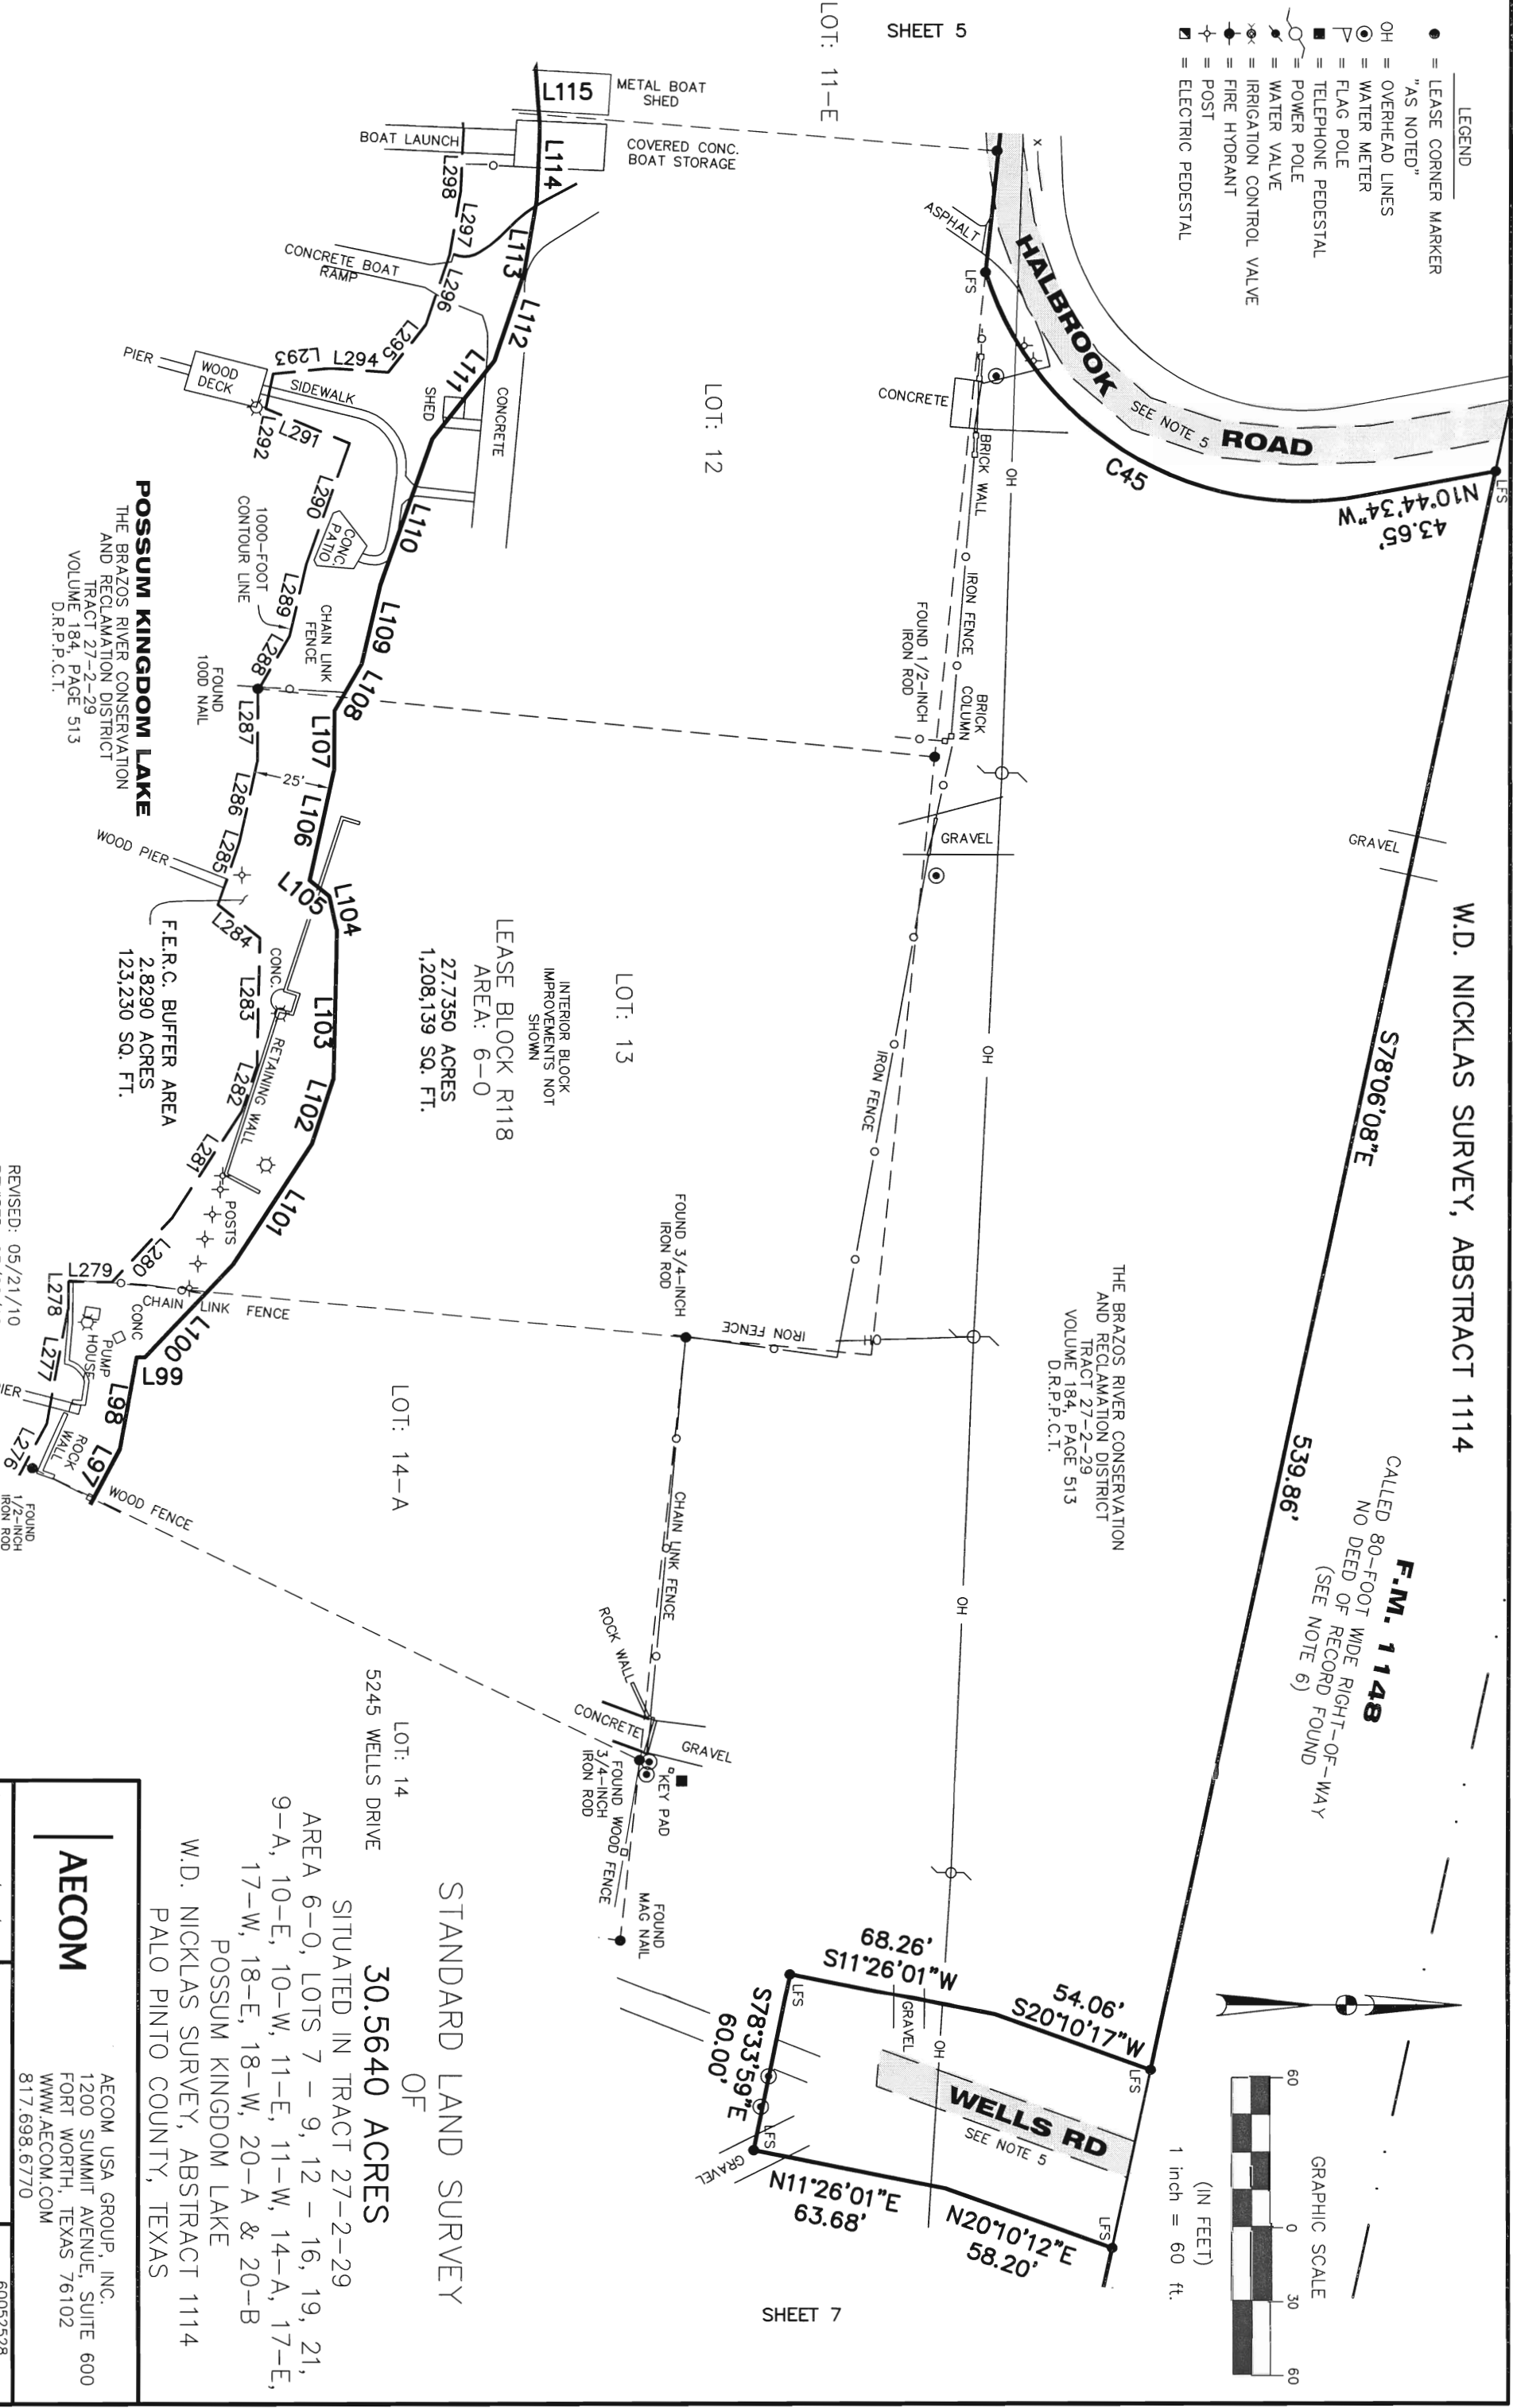 LEGEND
= LEASE CORNER MARKER
"AS NOTED"
OH = OVERHEAD LINES
= WATER METER
= FLAG POLE
= TELEPHONE PEDESTAL
= POWER POLE
= WATER VALVE
= IRRIGATION CONTROL VALVE
= FIRE HYDRANT
= POST
= ELECTRIC PEDESTAL
SHEET 5
LOT: 11-E
W.D. NICKLAS SURVEY, ABSTRACT 1114
F.M. 1148
CALLED 80-FOOT WIDE RIGHT-OF-WAY
NO DEED OF RECORD FOUND
(SEE NOTE 6)
S78°06'08"E
539.86'
GRAVEL
HALBROOK ROAD
SEE NOTE 5
LFS
N10°44'34"W
43.65'
C45
LFS
ASPHALT
X
CONCRETE
BRICK WALL
OH
IRON FENCE
BRICK
COLUMN
FOUND 1/2-INCH
IRON ROD
GRAVEL
OH
IRON FENCE
THE BRAZOS RIVER CONSERVATION
AND RECLAMATION DISTRICT
TRACT 27-2-29
VOLUME 184, PAGE 513
D.R.P.P.C.T.
OH
GRAPHIC SCALE
60
0
30
60
(IN FEET)
1 inch = 60 ft.
LFS
54.06'
S20°10'17"W
68.26'
S11°26'01"W
GRAVEL
OH
WELLS RD
SEE NOTE 5
LFS
S78°33'59"E
60.00'
LFS
GRAVEL
N11°26'01"E
63.68'
N20°10'12"E
58.20'
LFS
SHEET 7
LOT: 12
LOT: 13
INTERIOR BLOCK
IMPROVEMENTS NOT
SHOWN
LEASE BLOCK R118
AREA: 6-0
27.7350 ACRES
1,208,139 SQ. FT.
FOUND 3/4-INCH
IRON ROD
IRON FENCE
CHAIN LINK FENCE
ROCK WALL
CONCRETE
GRAVEL
KEY PAD
FOUND
3/4-INCH
IRON ROD
WOOD FENCE
FOUND
MAG NAIL
LOT: 14-A
LOT: 14
5245 WELLS DRIVE
METAL BOAT
SHED
COVERED CONC.
BOAT STORAGE
BOAT LAUNCH
CONCRETE BOAT
RAMP
L115
L114
L113
L112
L111
L110
L109
L108
L107
L106
L105
L104
L103
L102
L101
L100
L99
L98
L97
L298
L297
L296
L295
L294
L293
L292
L291
L290
L289
L288
L287
L286
L285
L284
L283
L282
L281
L280
L279
L278
L277
L276
CONCRETE
SHED
PIER
WOOD
DECK
SIDEWALK
CONC.
PATIO
1000-FOOT
CONTOUR LINE
CHAIN LINK
FENCE
FOUND
100D NAIL
25'
WOOD PIER
CONC.
RETAINING WALL
POSTS
CHAIN LINK FENCE
CONC
PUMP
HOUSE
ROCK
WALL
WOOD FENCE
FOUND
1/2-INCH
IRON ROD
POSSUM KINGDOM LAKE
THE BRAZOS RIVER CONSERVATION
AND RECLAMATION DISTRICT
TRACT 27-2-29
VOLUME 184, PAGE 513
D.R.P.P.C.T.
F.E.R.C. BUFFER AREA
2.8290 ACRES
123,230 SQ. FT.
REVISED: 05/21/10
STANDARD LAND SURVEY
OF
30.5640 ACRES
SITUATED IN TRACT 27-2-29
AREA 6-0, LOTS 7 - 9, 12 - 16, 19, 21,
9-A, 10-E, 10-W, 11-E, 11-W, 14-A, 17-E,
17-W, 18-E, 18-W, 20-A & 20-B
POSSUM KINGDOM LAKE
W.D. NICKLAS SURVEY, ABSTRACT 1114
PALO PINTO COUNTY, TEXAS
AECOM
AECOM USA GROUP, INC.
1200 SUMMIT AVENUE, SUITE 600
FORT WORTH, TEXAS 76102
WWW.AECOM.COM
817.698.6770
60052528